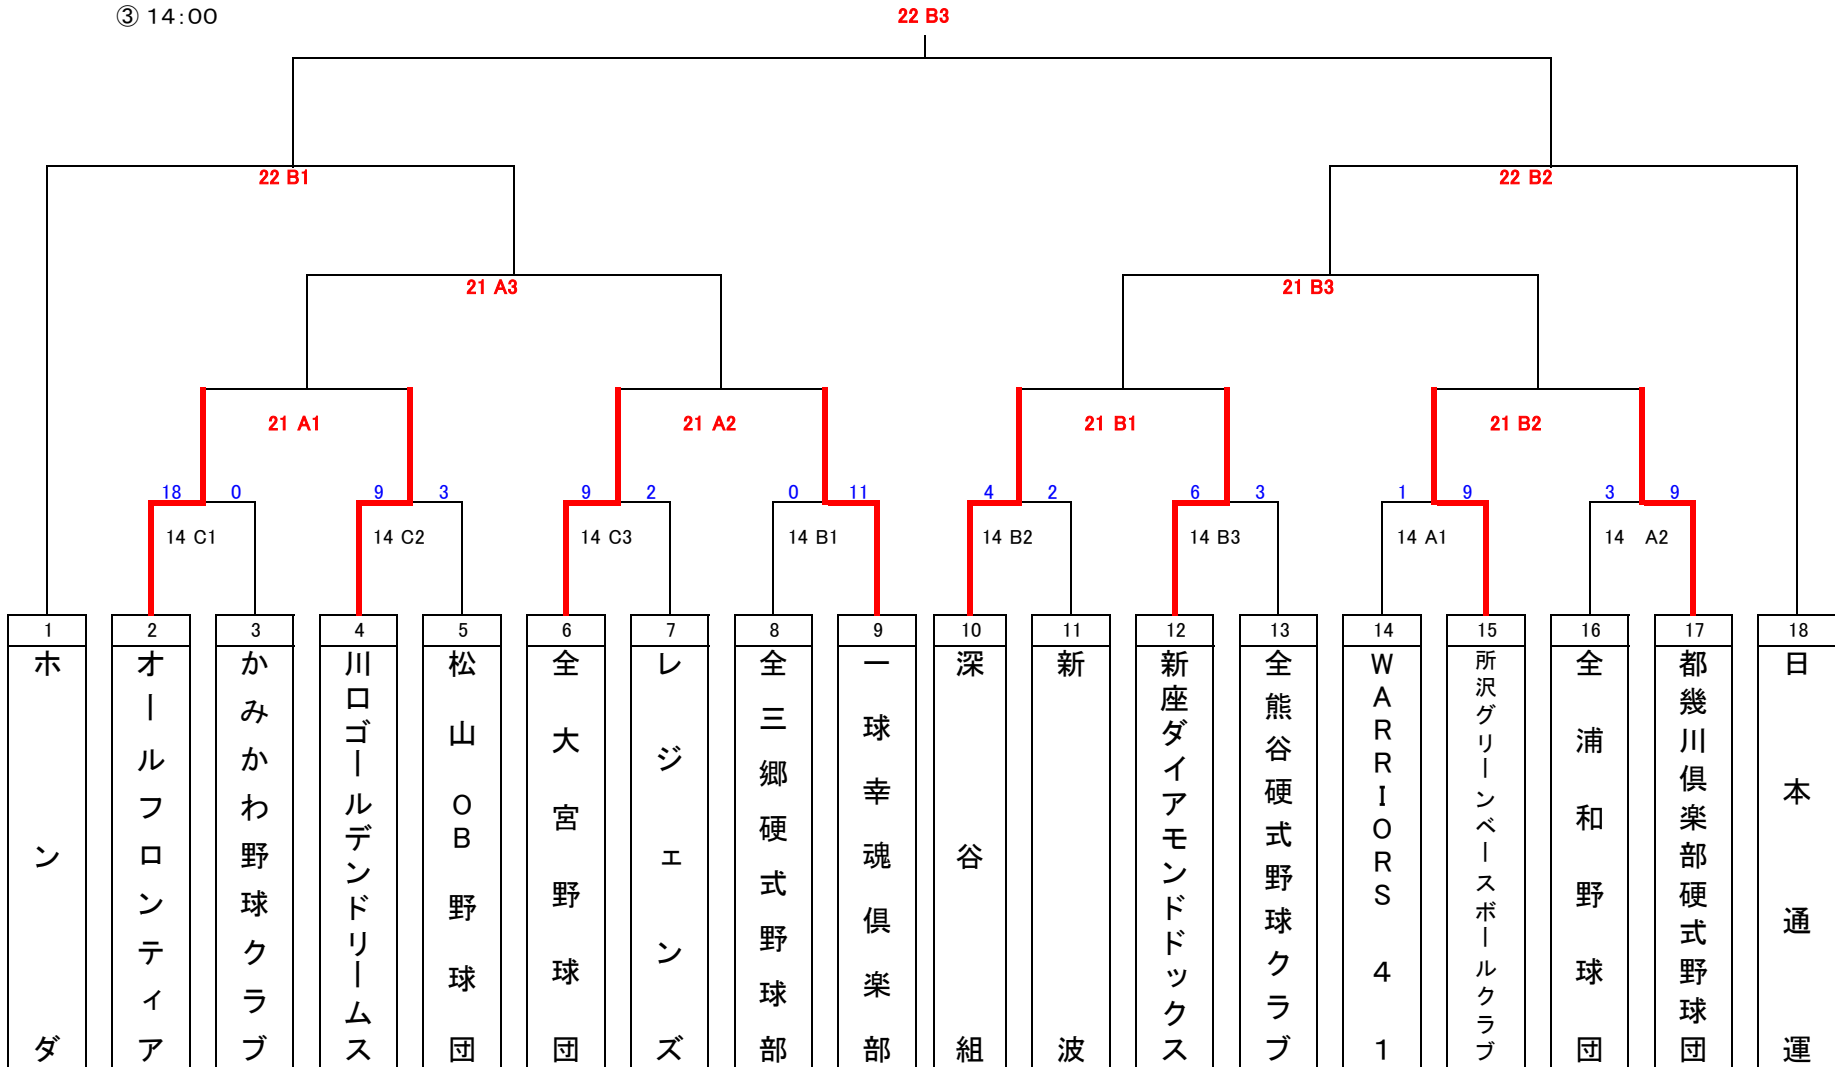 ③ 14:00
22 B3
22 B1
22 B2
21 A3
21 B3
21 A1
21 A2
21 B1
21 B2
18 0
9 3
9 2
0 11
4 2
6 3
1 9
3 9
14 C1
14 C2
14 C3
14 B1
14 B2
14 B3
14 A1
14 A2
1
ホンダ
2
オールフロンティア
3
かみかわ野球クラブ
4
川口ゴールデンドリームス
5
松山OB野球団
6
全大宮野球団
7
レジェンズ
8
全三郷硬式野球部
9
一球幸魂倶楽部
10
深谷組
11
新波
12
新座ダイアモンドドックス
13
全熊谷硬式野球クラブ
14
WARRIORS41
15
所沢グリーンベースボールクラブ
16
全浦和野球団
17
都幾川倶楽部硬式野球団
18
日本通運